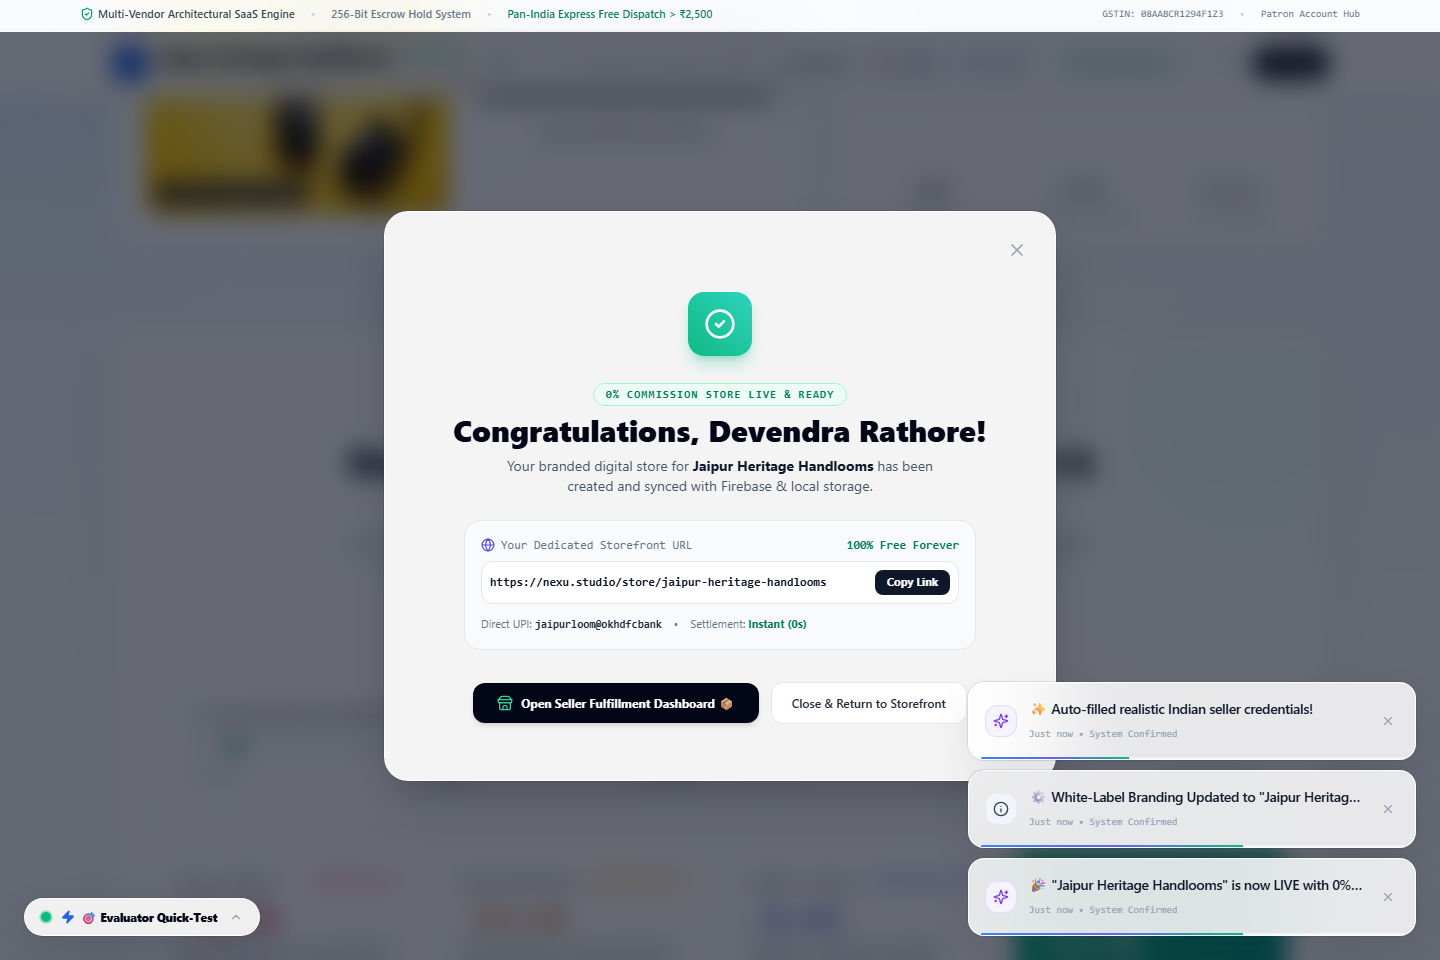 Multi-Vendor Architectural SaaS Engine • 256-Bit Escrow Hold System • Pan-India Express Free Dispatch > ₹2,500
GSTIN: 08AABCR1294F1Z3 • Patron Account Hub
0% COMMISSION STORE LIVE & READY
Congratulations, Devendra Rathore!
Your branded digital store for Jaipur Heritage Handlooms has been
created and synced with Firebase & local storage.
Your Dedicated Storefront URL
100% Free Forever
https://nexu.studio/store/jaipur-heritage-handlooms
Copy Link
Direct UPI: jaipurloom@okhdfcbank • Settlement: Instant (0s)
Open Seller Fulfillment Dashboard 📦
Close & Return to Storefront
✨ Auto-filled realistic Indian seller credentials!
Just now • System Confirmed
⚙️ White-Label Branding Updated to "Jaipur Heritag...
Just now • System Confirmed
🎉 "Jaipur Heritage Handlooms" is now LIVE with 0%...
Just now • System Confirmed
🎯 Evaluator Quick-Test